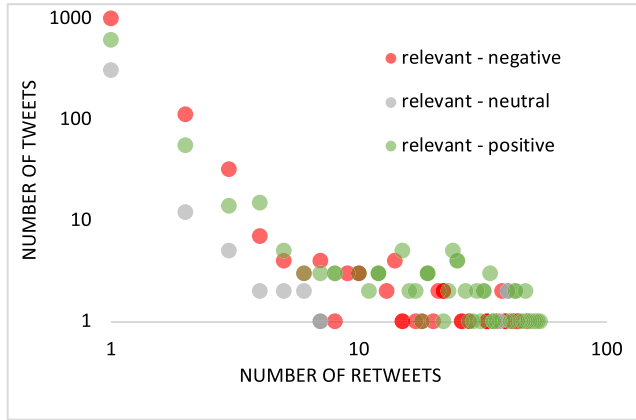 1000
100
10
1
1
10
100
NUMBER OF TWEETS
NUMBER OF RETWEETS
relevant - negative
relevant - neutral
relevant - positive